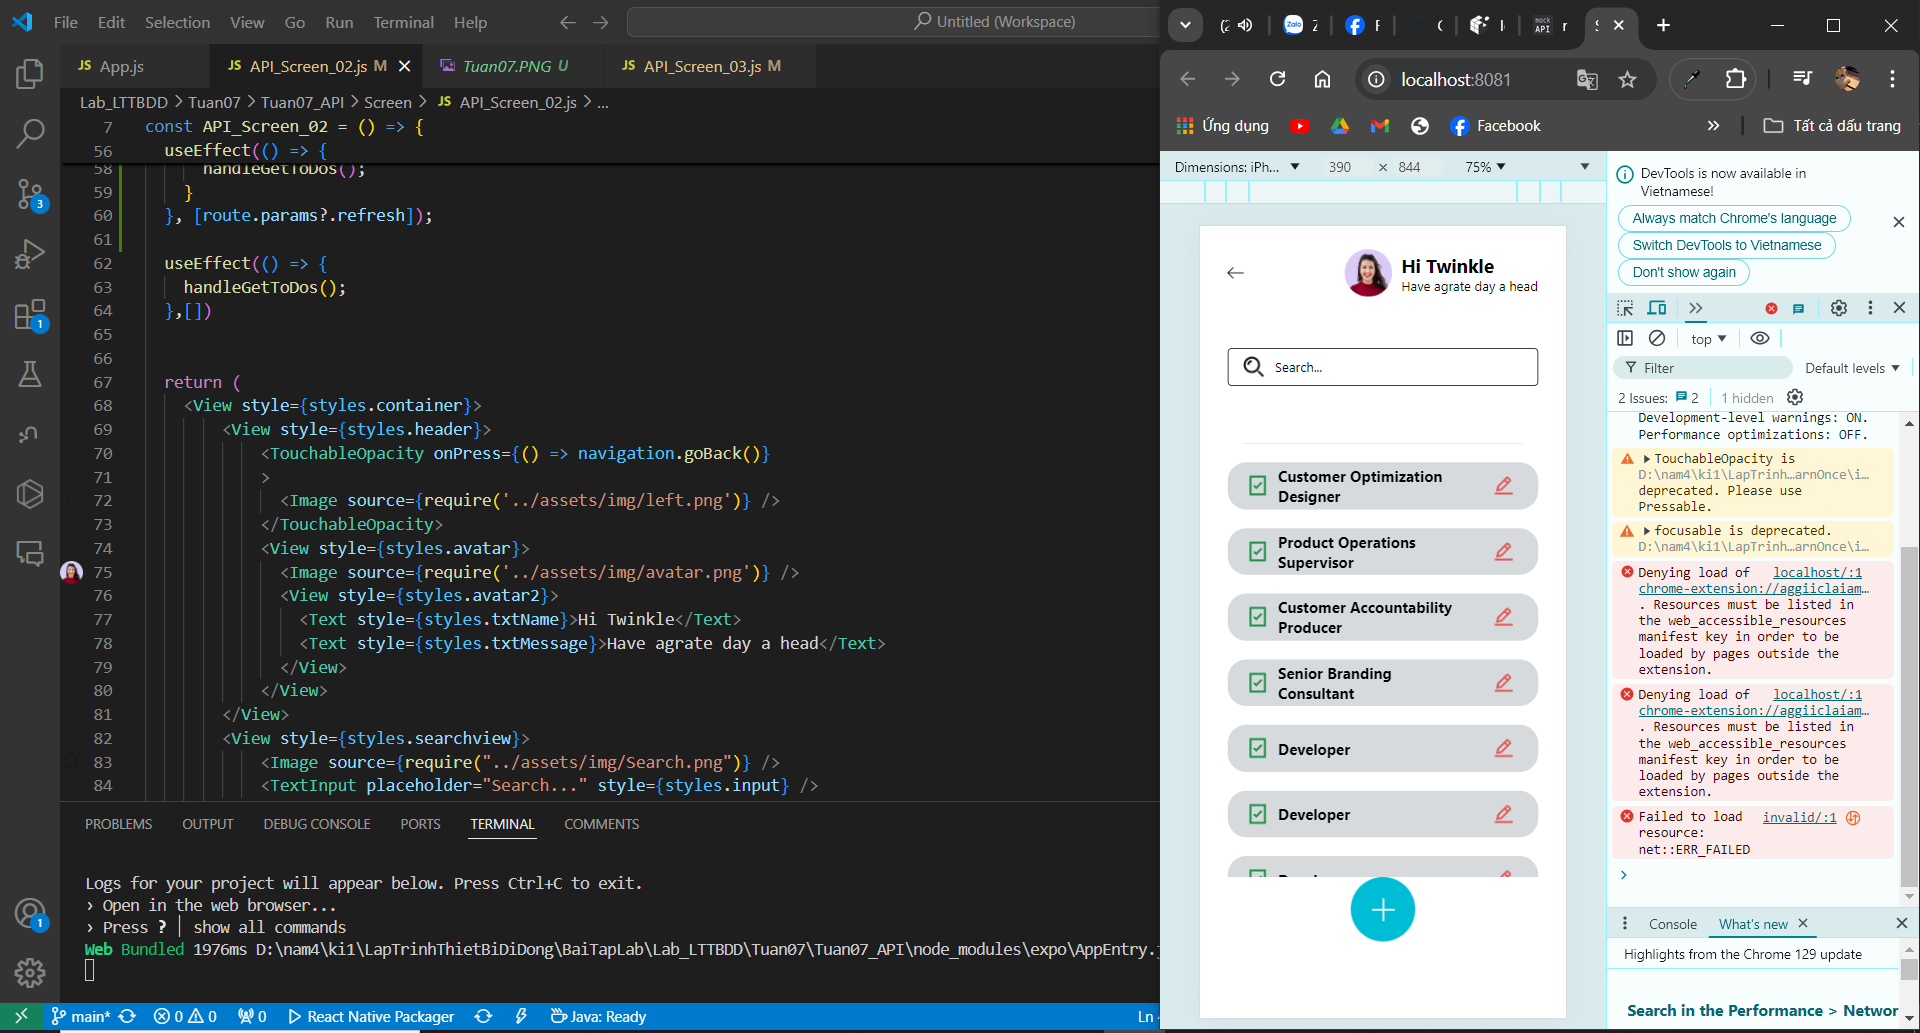 File Edit Selection View Go Run Terminal Help
Untitled (Workspace)
JS App.js
JS API_Screen_02.js M
Tuan07.PNG U
JS API_Screen_03.js M
Lab_LTTBDD > Tuan07 > Tuan07_API > Screen > JS API_Screen_02.js > ...
7 const API_Screen_02 = () => {
56 useEffect(() => {
58 handleGetToDos();
59 }
60 }, [route.params?.refresh]);
61
62 useEffect(() => {
63 handleGetToDos();
64 },[])
65
66
67 return (
68 <View style={styles.container}>
69 <View style={styles.header}>
70 <TouchableOpacity onPress={() => navigation.goBack()}
71 >
72 <Image source={require('../assets/img/left.png')} />
73 </TouchableOpacity>
74 <View style={styles.avatar}>
75 <Image source={require('../assets/img/avatar.png')} />
76 <View style={styles.avatar2}>
77 <Text style={styles.txtName}>Hi Twinkle</Text>
78 <Text style={styles.txtMessage}>Have agrate day a head</Text>
79 </View>
80 </View>
81 </View>
82 <View style={styles.searchview}>
83 <Image source={require("../assets/img/Search.png")} />
84 <TextInput placeholder="Search..." style={styles.input} />
PROBLEMS OUTPUT DEBUG CONSOLE PORTS TERMINAL COMMENTS
Logs for your project will appear below. Press Ctrl+C to exit.
› Open in the web browser...
› Press ? │ show all commands
Web Bundled 1976ms D:\nam4\ki1\LapTrinhThietBiDiDong\BaiTapLab\Lab_LTTBDD\Tuan07\Tuan07_API\node_modules\expo\AppEntry.
3
1
1
main* 0 0 0 React Native Packager Java: Ready Ln
Zalo Z
mock API r
localhost:8081
Ứng dụng
Facebook
Tất cả dấu trang
Dimensions: iPh... 390 × 844 75%
Hi Twinkle
Have agrate day a head
Search...
Customer Optimization
Designer
Product Operations
Supervisor
Customer Accountability
Producer
Senior Branding
Consultant
Developer
Developer
DevTools is now available in
Vietnamese!
Always match Chrome's language
Switch DevTools to Vietnamese
Don't show again
top
Filter
Default levels
2 Issues: 2 1 hidden
Development-level warnings: ON.
Performance optimizations: OFF.
TouchableOpacity is
D:\nam4\ki1\LapTrinh…arnOnce\i…
deprecated. Please use
Pressable.
focusable is deprecated.
D:\nam4\ki1\LapTrinh…arnOnce\i…
Denying load of localhost/:1
chrome-extension://aggiiclaiam…
. Resources must be listed in
the web_accessible_resources
manifest key in order to be
loaded by pages outside the
extension.
Denying load of localhost/:1
chrome-extension://aggiiclaiam…
. Resources must be listed in
the web_accessible_resources
manifest key in order to be
loaded by pages outside the
extension.
Failed to load invalid/:1
resource:
net::ERR_FAILED
Console What's new
Highlights from the Chrome 129 update
Search in the Performance > Networ